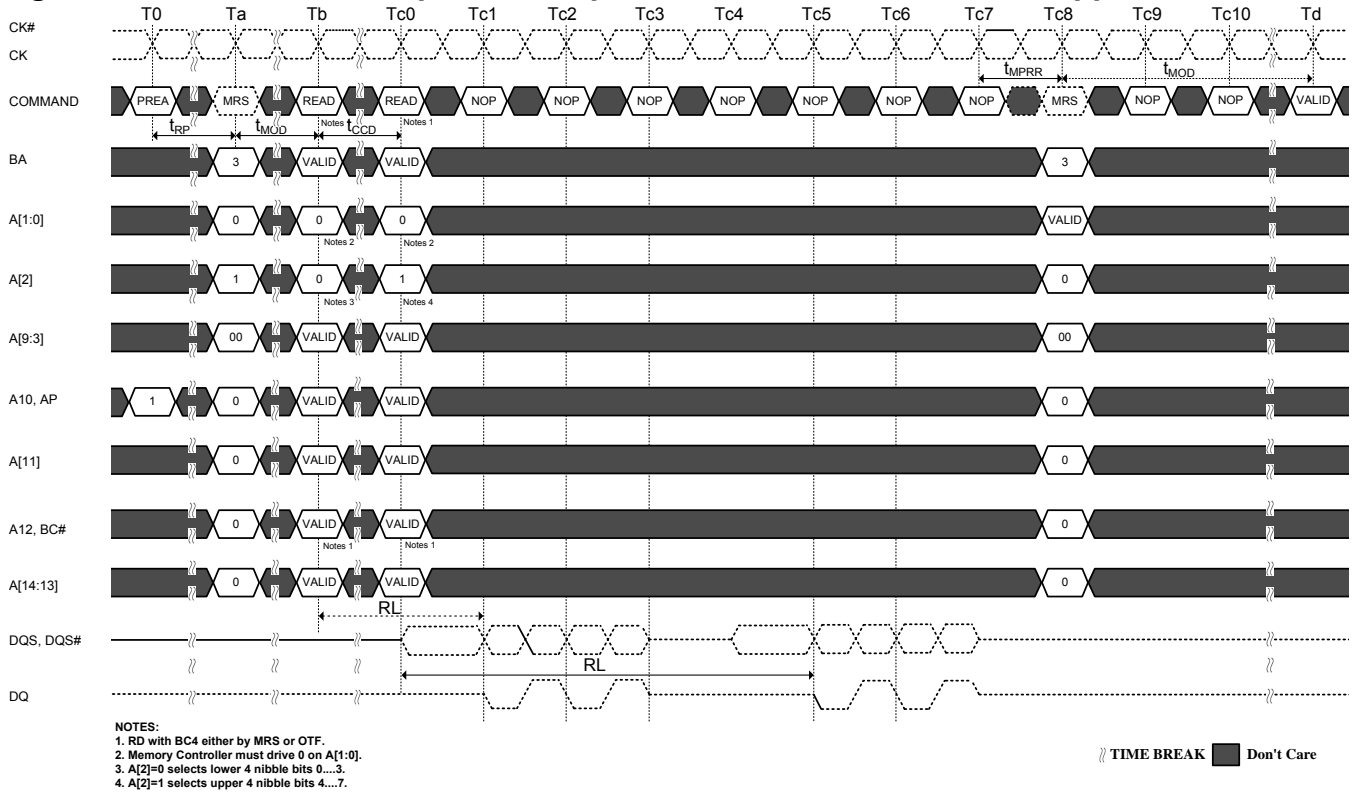 T0 Ta Tb Tc0 Tc1 Tc2 Tc3 Tc4 Tc5 Tc6 Tc7 Tc8 Tc9 Tc10 Td
CK#
CK
tMPRR tMOD
COMMAND PREA MRS READ READ NOP NOP NOP NOP NOP NOP NOP MRS NOP NOP VALID
Notes 1 Notes 1
tRP tMOD tCCD
BA 3 VALID VALID 3
A[1:0] 0 0 0 VALID
Notes 2 Notes 2
A[2] 1 0 1 0
Notes 3 Notes 4
A[9:3] 00 VALID VALID 00
A10, AP 1 0 VALID VALID 0
A[11] 0 VALID VALID 0
A12, BC# 0 VALID VALID 0
Notes 1 Notes 1
A[14:13] 0 VALID VALID 0
RL
DQS, DQS#
RL
DQ
NOTES:
1. RD with BC4 either by MRS or OTF.
2. Memory Controller must drive 0 on A[1:0].
3. A[2]=0 selects lower 4 nibble bits 0....3.
4. A[2]=1 selects upper 4 nibble bits 4....7.
TIME BREAK Don't Care